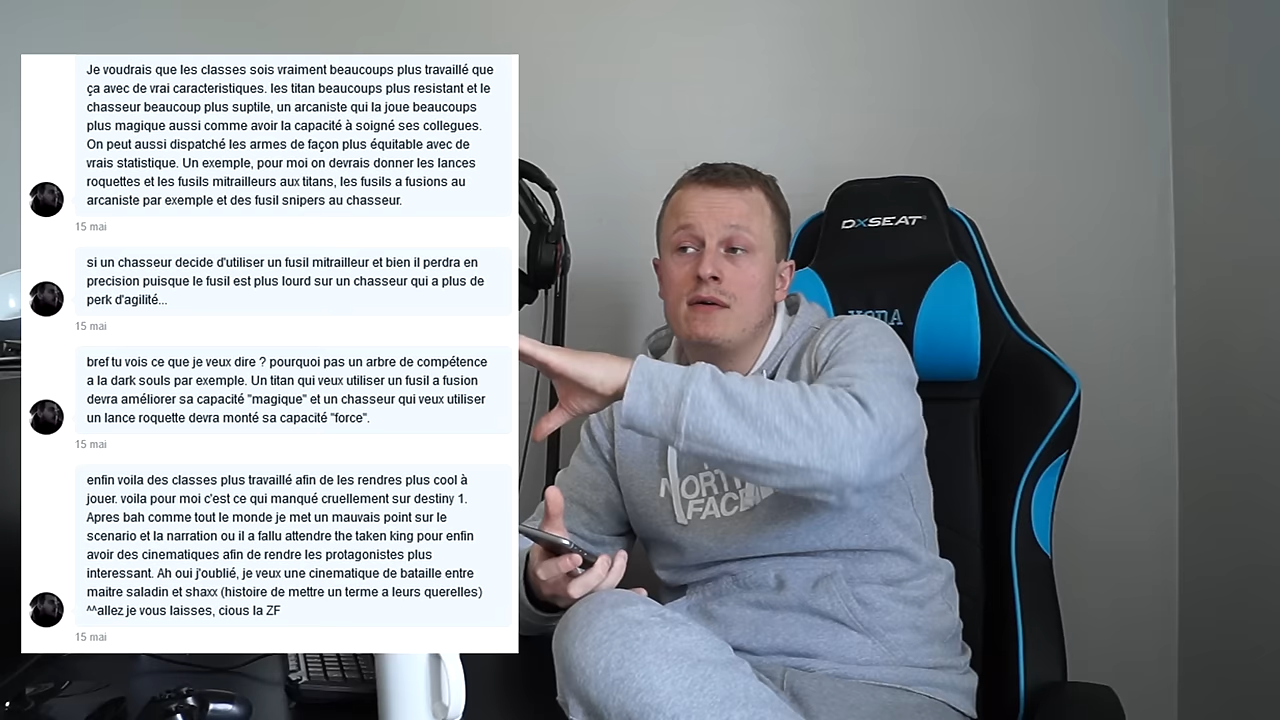 Je voudrais que les classes sois vraiment beaucoups plus travaillé que
ça avec de vrai caracteristiques. les titan beaucoups plus resistant et le
chasseur beaucoup plus suptile, un arcaniste qui la joue beaucoups
plus magique aussi comme avoir la capacité à soigné ses collegues.
On peut aussi dispatché les armes de façon plus équitable avec de
vrais statistique. Un exemple, pour moi on devrais donner les lances
roquettes et les fusils mitrailleurs aux titans, les fusils a fusions au
arcaniste par exemple et des fusil snipers au chasseur.
15 mai
si un chasseur decide d'utiliser un fusil mitrailleur et bien il perdra en
precision puisque le fusil est plus lourd sur un chasseur qui a plus de
perk d'agilité...
15 mai
bref tu vois ce que je veux dire ? pourquoi pas un arbre de compétence
a la dark souls par exemple. Un titan qui veux utiliser un fusil a fusion
devra améliorer sa capacité "magique" et un chasseur qui veux utiliser
un lance roquette devra monté sa capacité "force".
15 mai
enfin voila des classes plus travaillé afin de les rendres plus cool à
jouer. voila pour moi c'est ce qui manqué cruellement sur destiny 1.
Apres bah comme tout le monde je met un mauvais point sur le
scenario et la narration ou il a fallu attendre the taken king pour enfin
avoir des cinematiques afin de rendre les protagonistes plus
interessant. Ah oui j'oublié, je veux une cinematique de bataille entre
maitre saladin et shaxx (histoire de mettre un terme a leurs querelles)
^^allez je vous laisses, cious la ZF
15 mai
DXSEAT
NORTH
FACE